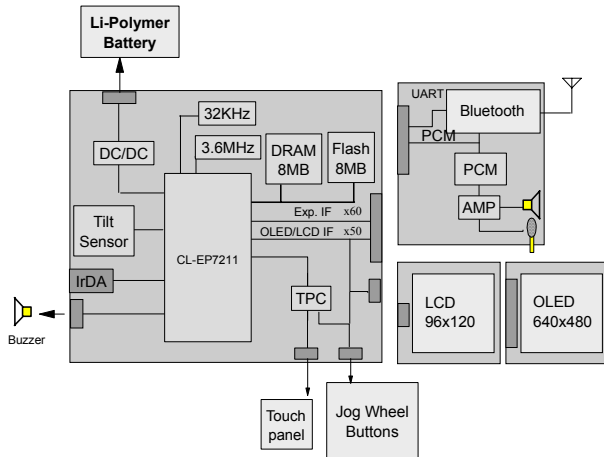 Li-Polymer
Battery
32KHz
3.6MHz
DC/DC
DRAM
8MB
Flash
8MB
Tilt
Sensor
CL-EP7211
Exp. IF x60
OLED/LCD IF x50
IrDA
TPC
Buzzer
Touch
panel
Jog Wheel
Buttons
UART
Bluetooth
PCM
PCM
AMP
LCD
96x120
OLED
640x480